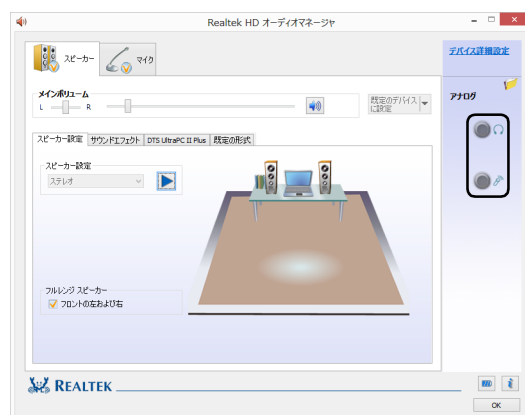 Realtek HD オーディオマネージャ
スピーカー
マイク
デバイス詳細設定
メインボリューム
L
R
既定のデバイスに設定
アナログ
スピーカー設定
サウンドエフェクト
DTS UltraPC II Plus
既定の形式
スピーカー設定
ステレオ
フルレンジ スピーカー
フロントの左および右
REALTEK
OK